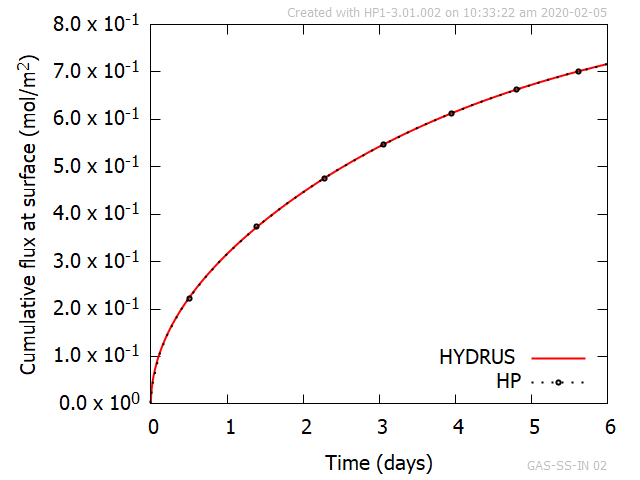 Created with HP1-3.01.002 on 10:33:22 am 2020-02-05
8.0 x 10⁻¹
7.0 x 10⁻¹
6.0 x 10⁻¹
5.0 x 10⁻¹
4.0 x 10⁻¹
3.0 x 10⁻¹
2.0 x 10⁻¹
1.0 x 10⁻¹
0.0 x 10⁰
Cumulative flux at surface (mol/m²)
HYDRUS
HP
0 1 2 3 4 5 6
Time (days)
GAS-SS-IN 02